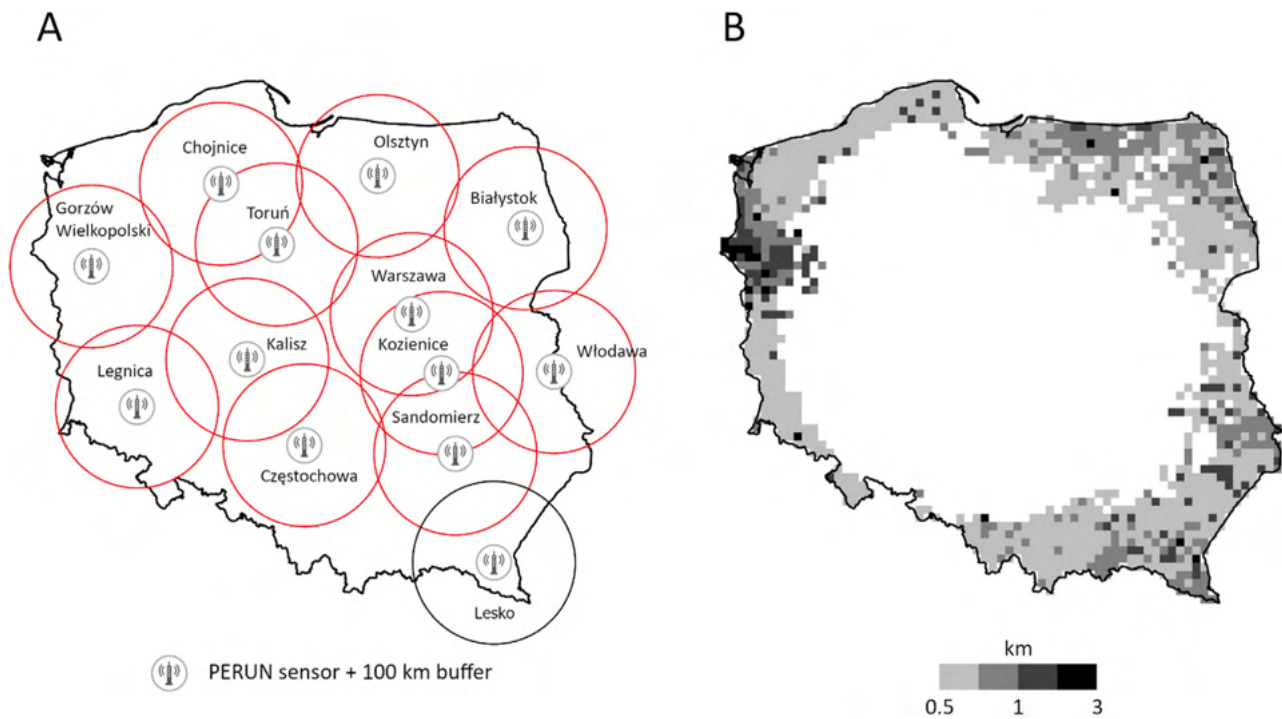 A
B
Chojnice
Olsztyn
Gorzów
Wielkopolski
Toruń
Białystok
Warszawa
Legnica
Kalisz
Kozienice
Włodawa
Sandomierz
Częstochowa
Lesko
PERUN sensor + 100 km buffer
km
0.5 1 3